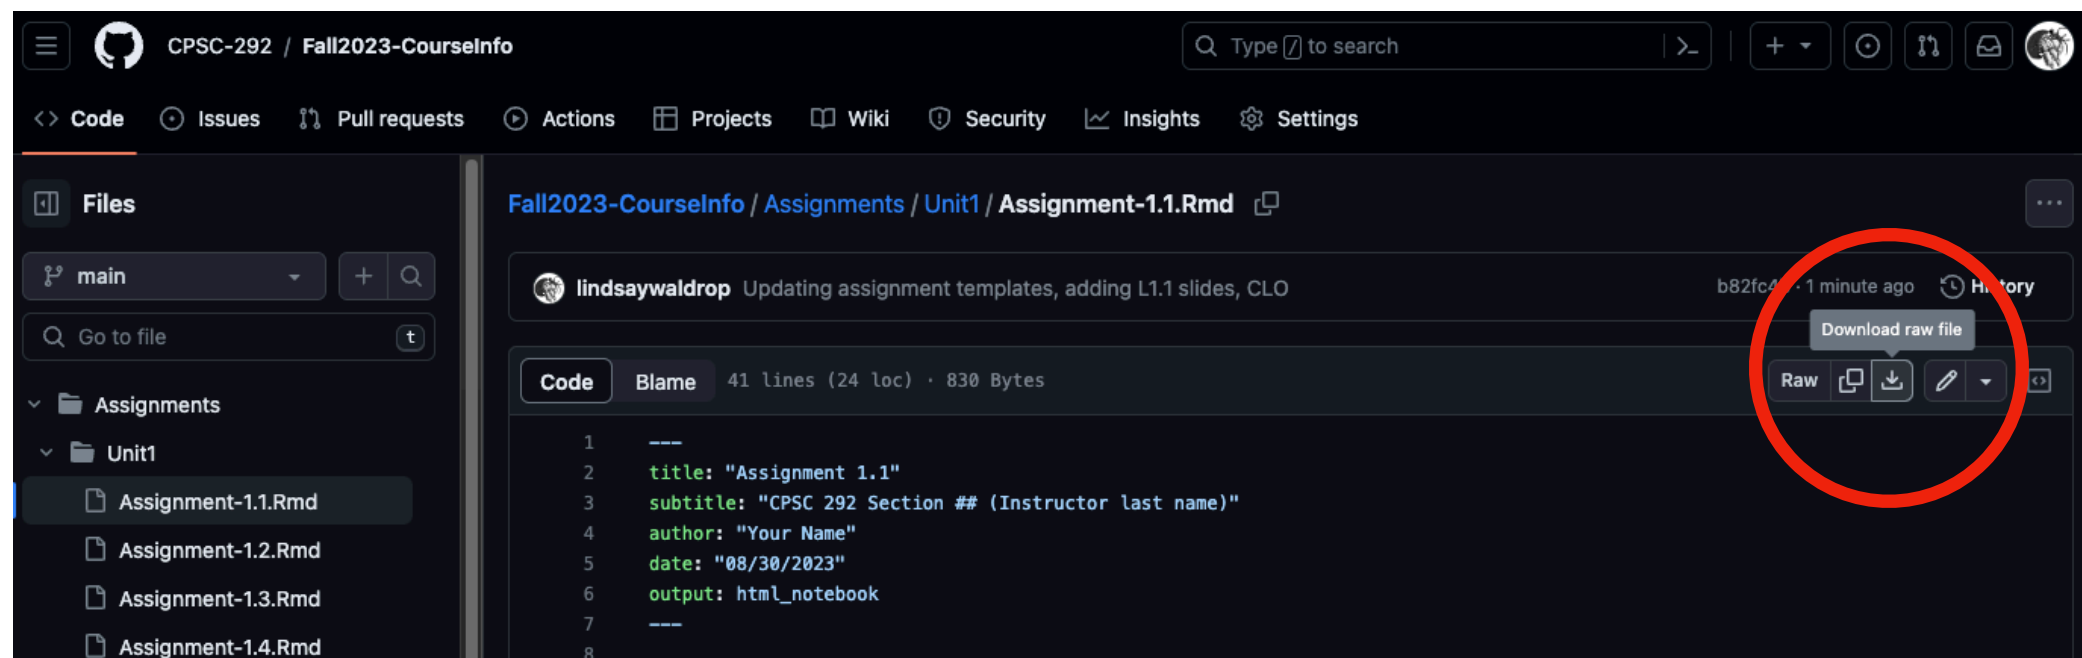 CPSC-292 / Fall2023-CourseInfo
Type / to search
Code Issues Pull requests Actions Projects Wiki Security Insights Settings
Files
Fall2023-CourseInfo / Assignments / Unit1 / Assignment-1.1.Rmd
main
lindsaywaldrop Updating assignment templates, adding L1.1 slides, CLO
· 1 minute ago History
Go to file t
Download raw file
Code Blame 41 lines (24 loc) · 830 Bytes
Raw
Assignments
Unit1
Assignment-1.1.Rmd
Assignment-1.2.Rmd
Assignment-1.3.Rmd
Assignment-1.4.Rmd
1 ---
2 title: "Assignment 1.1"
3 subtitle: "CPSC 292 Section ## (Instructor last name)"
4 author: "Your Name"
5 date: "08/30/2023"
6 output: html_notebook
7 ---
8